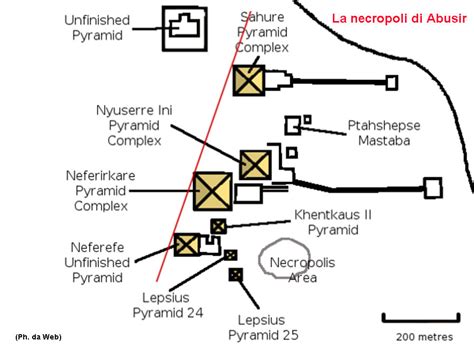 La necropoli di Abusir
Unfinished
Pyramid
Sahure
Pyramid
Complex
Nyuserre Ini
Pyramid
Complex
Ptahshepse
Mastaba
Neferirkare
Pyramid
Complex
Khentkaus II
Pyramid
Neferefe
Unfinished
Pyramid
Necropolis
Area
Lepsius
Pyramid 24
Lepsius
Pyramid 25
(Ph. da Web)
200 metres